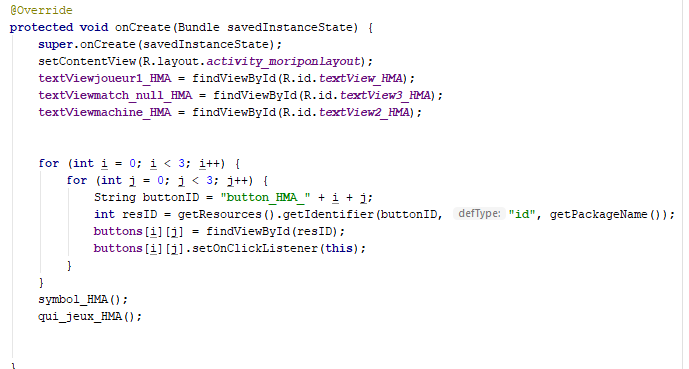 @Override
protected void onCreate(Bundle savedInstanceState) {
super.onCreate(savedInstanceState);
setContentView(R.layout.activity_moriponlayout);
textViewjoueur1_HMA = findViewById(R.id.textView_HMA);
textViewmatch_null_HMA = findViewById(R.id.textView3_HMA);
textViewmachine_HMA = findViewById(R.id.textView2_HMA);
for (int i = 0; i < 3; i++) {
for (int j = 0; j < 3; j++) {
String buttonID = "button_HMA_" + i + j;
int resID = getResources().getIdentifier(buttonID, defType: "id", getPackageName());
buttons[i][j] = findViewById(resID);
buttons[i][j].setOnClickListener(this);
}
}
symbol_HMA();
qui_jeux_HMA();
}